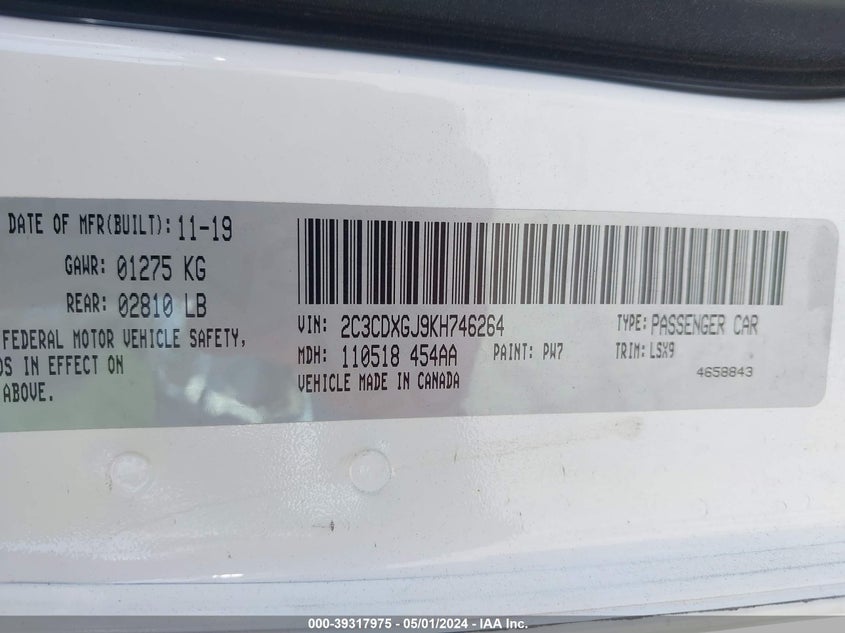 DATE OF MFR(BUILT): 11-19
GAWR: 01275 KG
REAR: 02810 LB
FEDERAL MOTOR VEHICLE SAFETY,
DS IN EFFECT ON
ABOVE.
VIN: 2C3CDXGJ9KH746264
TYPE: PASSENGER CAR
MDH: 110518 454AA
PAINT: PW7
TRIM: LSX9
VEHICLE MADE IN CANADA
4658843
000-39317975 - 05/01/2024 - IAA Inc.